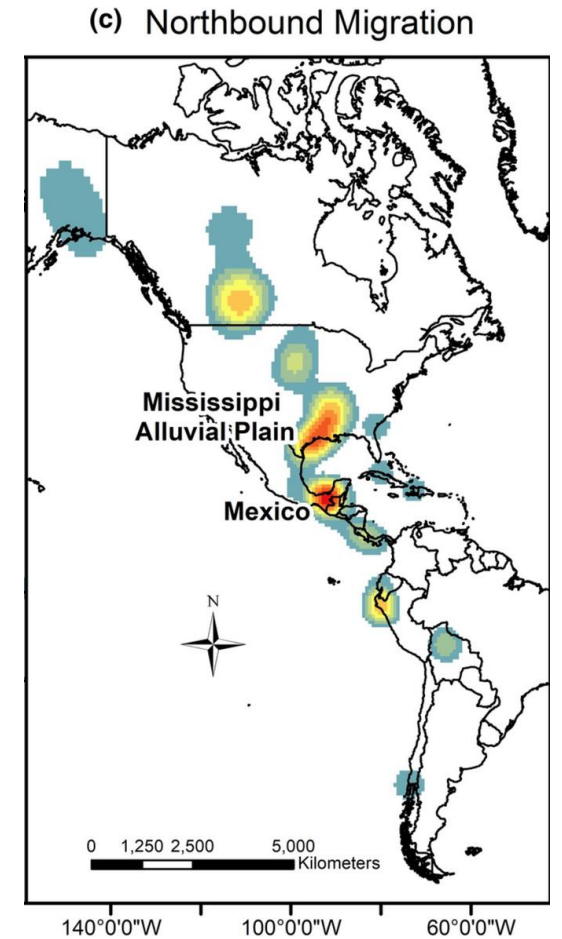 (c) Northbound Migration
Mississippi
Alluvial Plain
Mexico
N
0 1,250 2,500 5,000
Kilometers
140°0'0"W 100°0'0"W 60°0'0"W